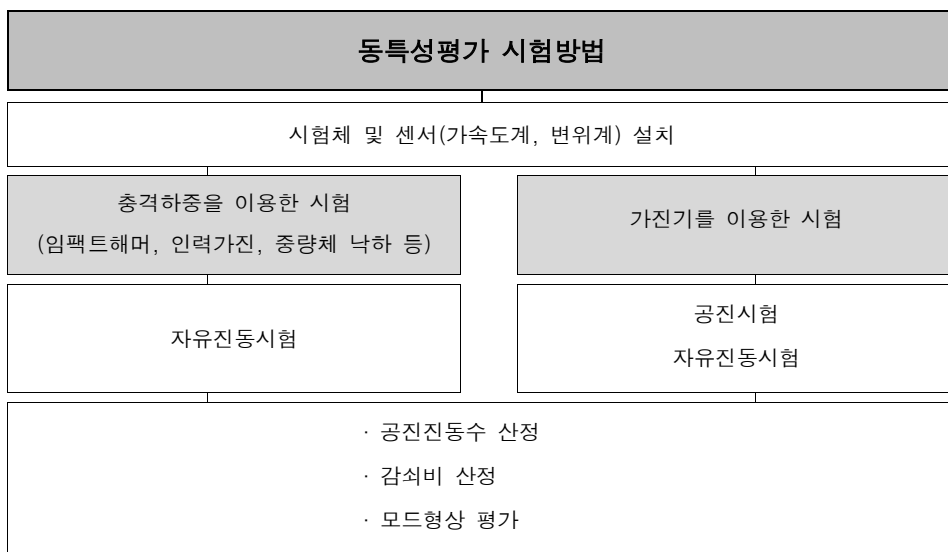 동특성평가 시험방법
시험체 및 센서(가속도계, 변위계) 설치
충격하중을 이용한 시험
(임팩트해머, 인력가진, 중량체 낙하 등)
가진기를 이용한 시험
자유진동시험
공진시험
자유진동시험
· 공진진동수 산정
· 감쇠비 산정
· 모드형상 평가